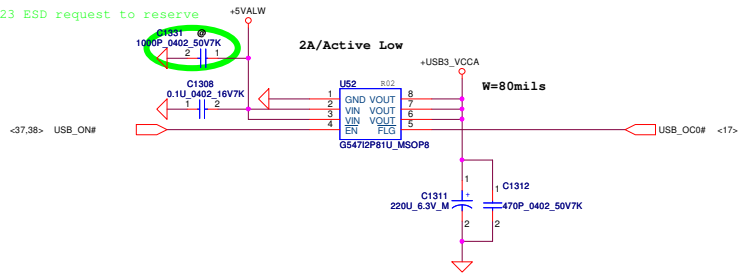 23 ESD request to reserve
+5VALW
C1331 @
1000P_0402_50V7K
2 1
2A/Active Low
+USB3_VCCA
W=80mils
C1308
0.1U_0402_16V7K
1 2
U52 R02
1 GND VOUT 8
2 VIN VOUT 7
3 VIN VOUT 6
4 EN FLG 5
G547I2P81U_MSOP8
<37,38> USB_ON#
USB_OC0# <17>
1
C1311
+
220U_6.3V_M
2
1
C1312
470P_0402_50V7K
2